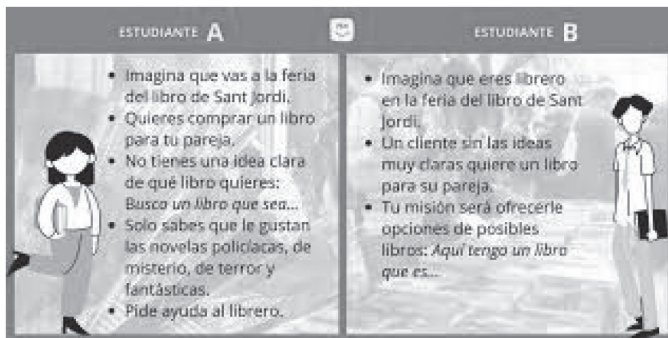 ESTUDIANTE A
• Imagina que vas a la feria
del libro de Sant Jordi.
• Quieres comprar un libro
para tu pareja.
• No tienes una idea clara
de qué libro quieres:
Busco un libro que sea...
• Solo sabes que le gustan
las novelas policíacas, de
misterio, de terror y
fantásticas.
• Pide ayuda al librero.
ESTUDIANTE B
• Imagina que eres librero
en la feria del libro de Sant
Jordi.
• Un cliente sin las ideas
muy claras quiere un libro
para su pareja.
• Tu misión será ofrecerle
opciones de posibles
libros: Aquí tengo un libro
que es...